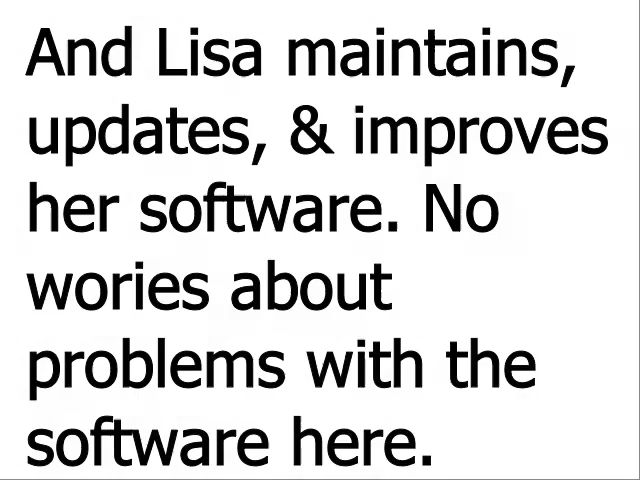 And Lisa maintains,
updates, & improves
her software. No
wories about
problems with the
software here.